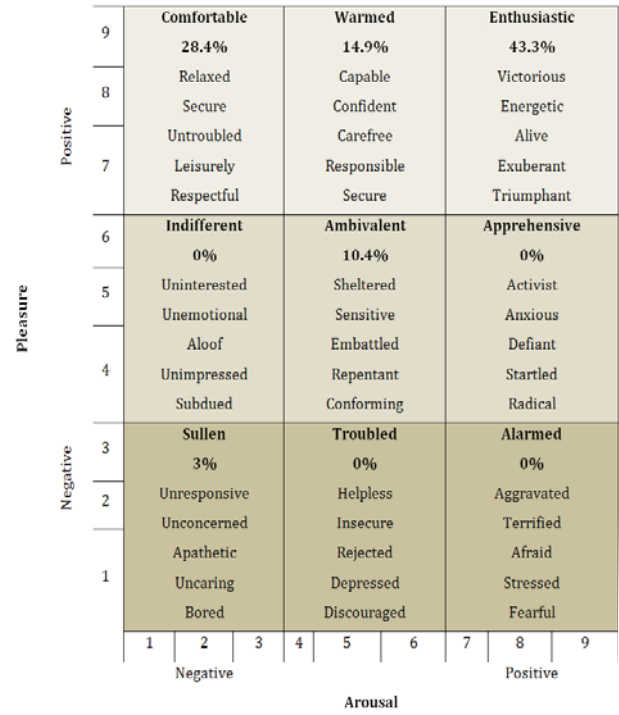 Comfortable Warmed Enthusiastic
9
28.4% 14.9% 43.3%
Relaxed Capable Victorious
8
Secure Confident Energetic
Positive
Untroubled Carefree Alive
7
Leisurely Responsible Exuberant
Respectful Secure Triumphant
Indifferent Ambivalent Apprehensive
6
0% 10.4% 0%
Uninterested Sheltered Activist
5
Unemotional Sensitive Anxious
Pleasure
Aloof Embattled Defiant
4
Unimpressed Repentant Startled
Subdued Conforming Radical
Sullen Troubled Alarmed
3
3% 0% 0%
Negative
Unresponsive Helpless Aggravated
2
Unconcerned Insecure Terrified
Apathetic Rejected Afraid
1
Uncaring Depressed Stressed
Bored Discouraged Fearful
1 2 3 4 5 6 7 8 9
Negative Positive
Arousal